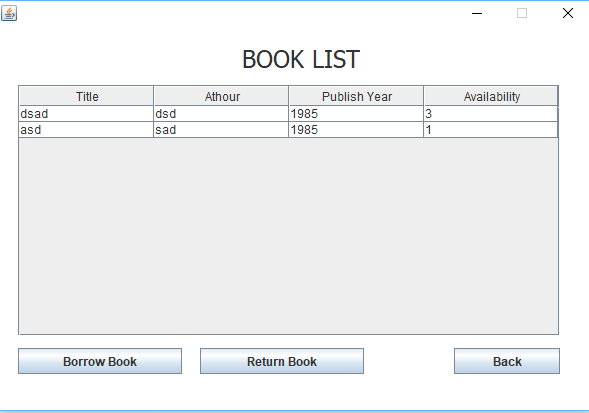 BOOK LIST
Title Athour Publish Year Availability
dsad dsd 1985 3
asd sad 1985 1
Borrow Book Return Book Back